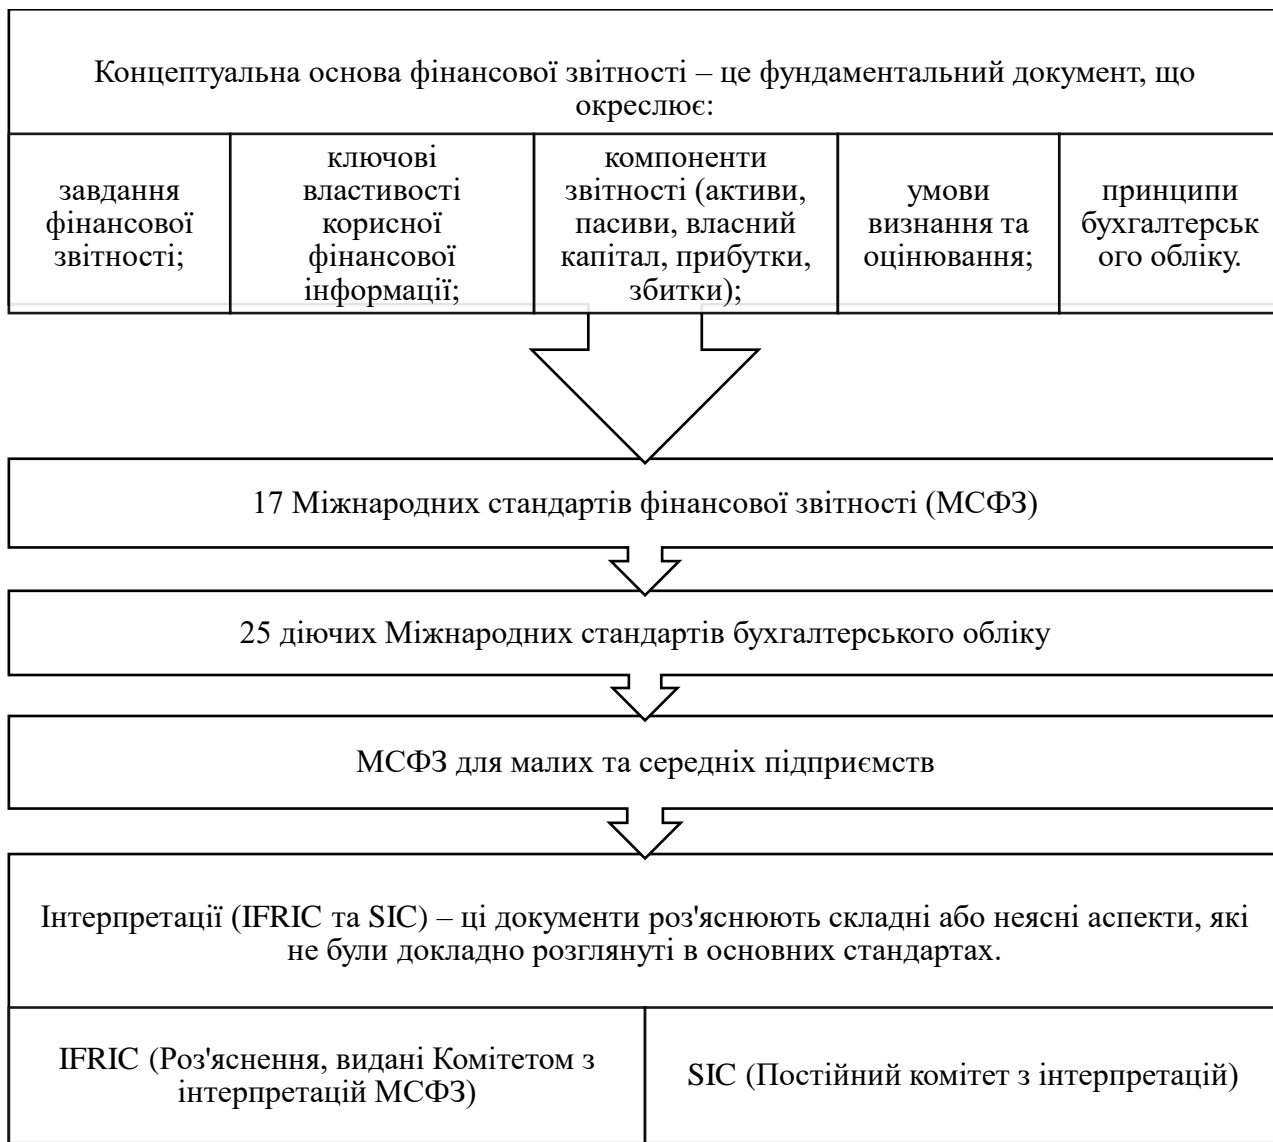 Концептуальна основа фінансової звітності – це фундаментальний документ, що
окреслює:
завдання
фінансової
звітності;
ключові
властивості
корисної
фінансової
інформації;
компоненти
звітності (активи,
пасиви, власний
капітал, прибутки,
збитки);
умови
визнання та
оцінювання;
принципи
бухгалтерськ
ого обліку.
17 Міжнародних стандартів фінансової звітності (МСФЗ)
25 діючих Міжнародних стандартів бухгалтерського обліку
МСФЗ для малих та середніх підприємств
Інтерпретації (IFRIC та SIC) – ці документи роз'яснюють складні або неясні аспекти, які
не були докладно розглянуті в основних стандартах.
IFRIC (Роз'яснення, видані Комітетом з
інтерпретацій МСФЗ)
SIC (Постійний комітет з інтерпретацій)